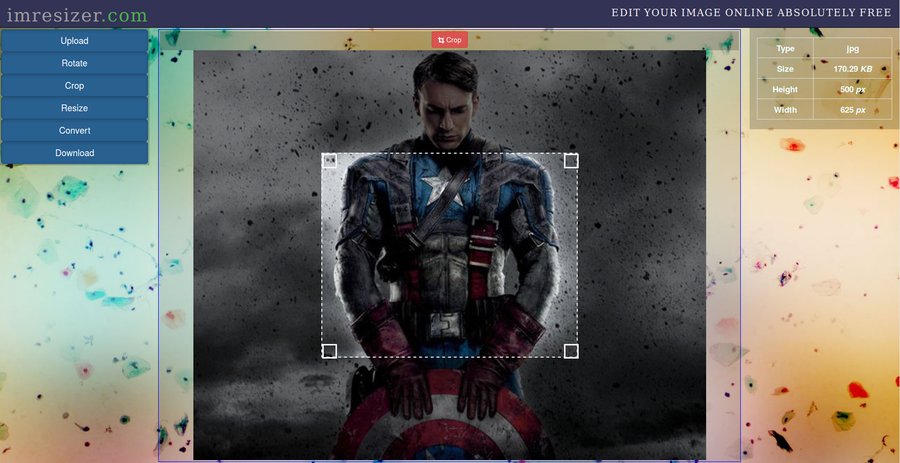 imresizer.com
EDIT YOUR IMAGE ONLINE ABSOLUTELY FREE
Upload
Rotate
Crop
Resize
Convert
Download
Crop
Type jpg
Size 170.29 KB
Height 500 px
Width 625 px